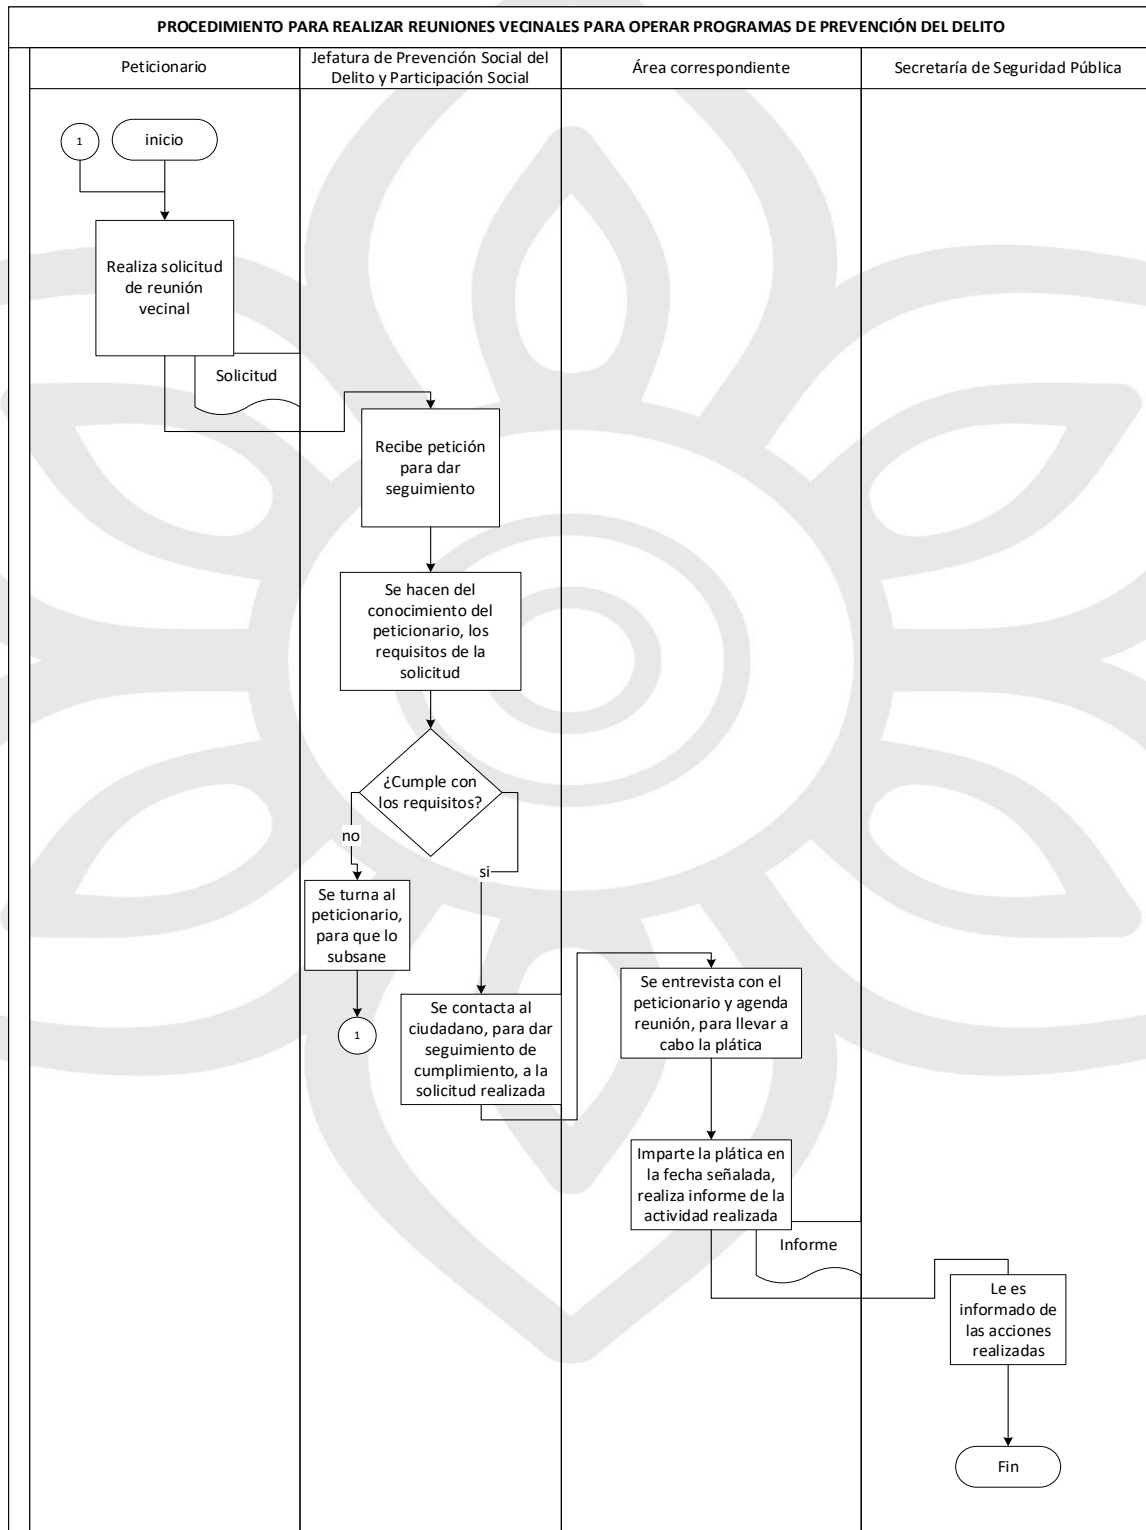 PROCEDIMIENTO PARA REALIZAR REUNIONES VECINALES PARA OPERAR PROGRAMAS DE PREVENCIÓN DEL DELITO
Peticionario
Jefatura de Prevención Social del
Delito y Participación Social
Área correspondiente
Secretaría de Seguridad Pública
1
inicio
Realiza solicitud
de reunión
vecinal
Solicitud
Recibe petición
para dar
seguimiento
Se hacen del
conocimiento del
peticionario, los
requisitos de la
solicitud
¿Cumple con
los requisitos?
no
si
Se turna al
peticionario,
para que lo
subsane
1
Se contacta al
ciudadano, para dar
seguimiento de
cumplimiento, a la
solicitud realizada
Se entrevista con el
peticionario y agenda
reunión, para llevar a
cabo la plática
Imparte la plática en
la fecha señalada,
realiza informe de la
actividad realizada
Informe
Le es
informado de
las acciones
realizadas
Fin